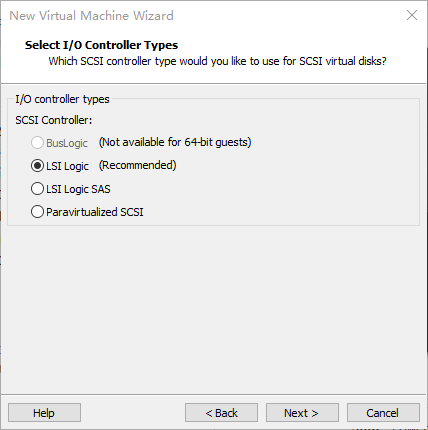 New Virtual Machine Wizard
Select I/O Controller Types
Which SCSI controller type would you like to use for SCSI virtual disks?
I/O controller types
SCSI Controller:
BusLogic (Not available for 64-bit guests)
LSI Logic (Recommended)
LSI Logic SAS
Paravirtualized SCSI
Help < Back Next > Cancel